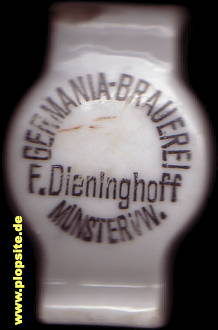 GERMANIA-BRAUEREI
F. Dieninghoff
MÜNSTER i/W.
www.plopsite.de